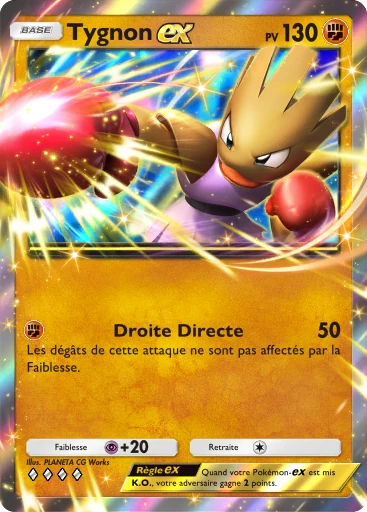 BASE Tygnon ex PV 130
Droite Directe 50
Les dégâts de cette attaque ne sont pas affectés par la
Faiblesse.
Faiblesse +20 Retraite
Illus. PLANETA CG Works
Règle ex Quand votre Pokémon-ex est mis
K.O., votre adversaire gagne 2 points.